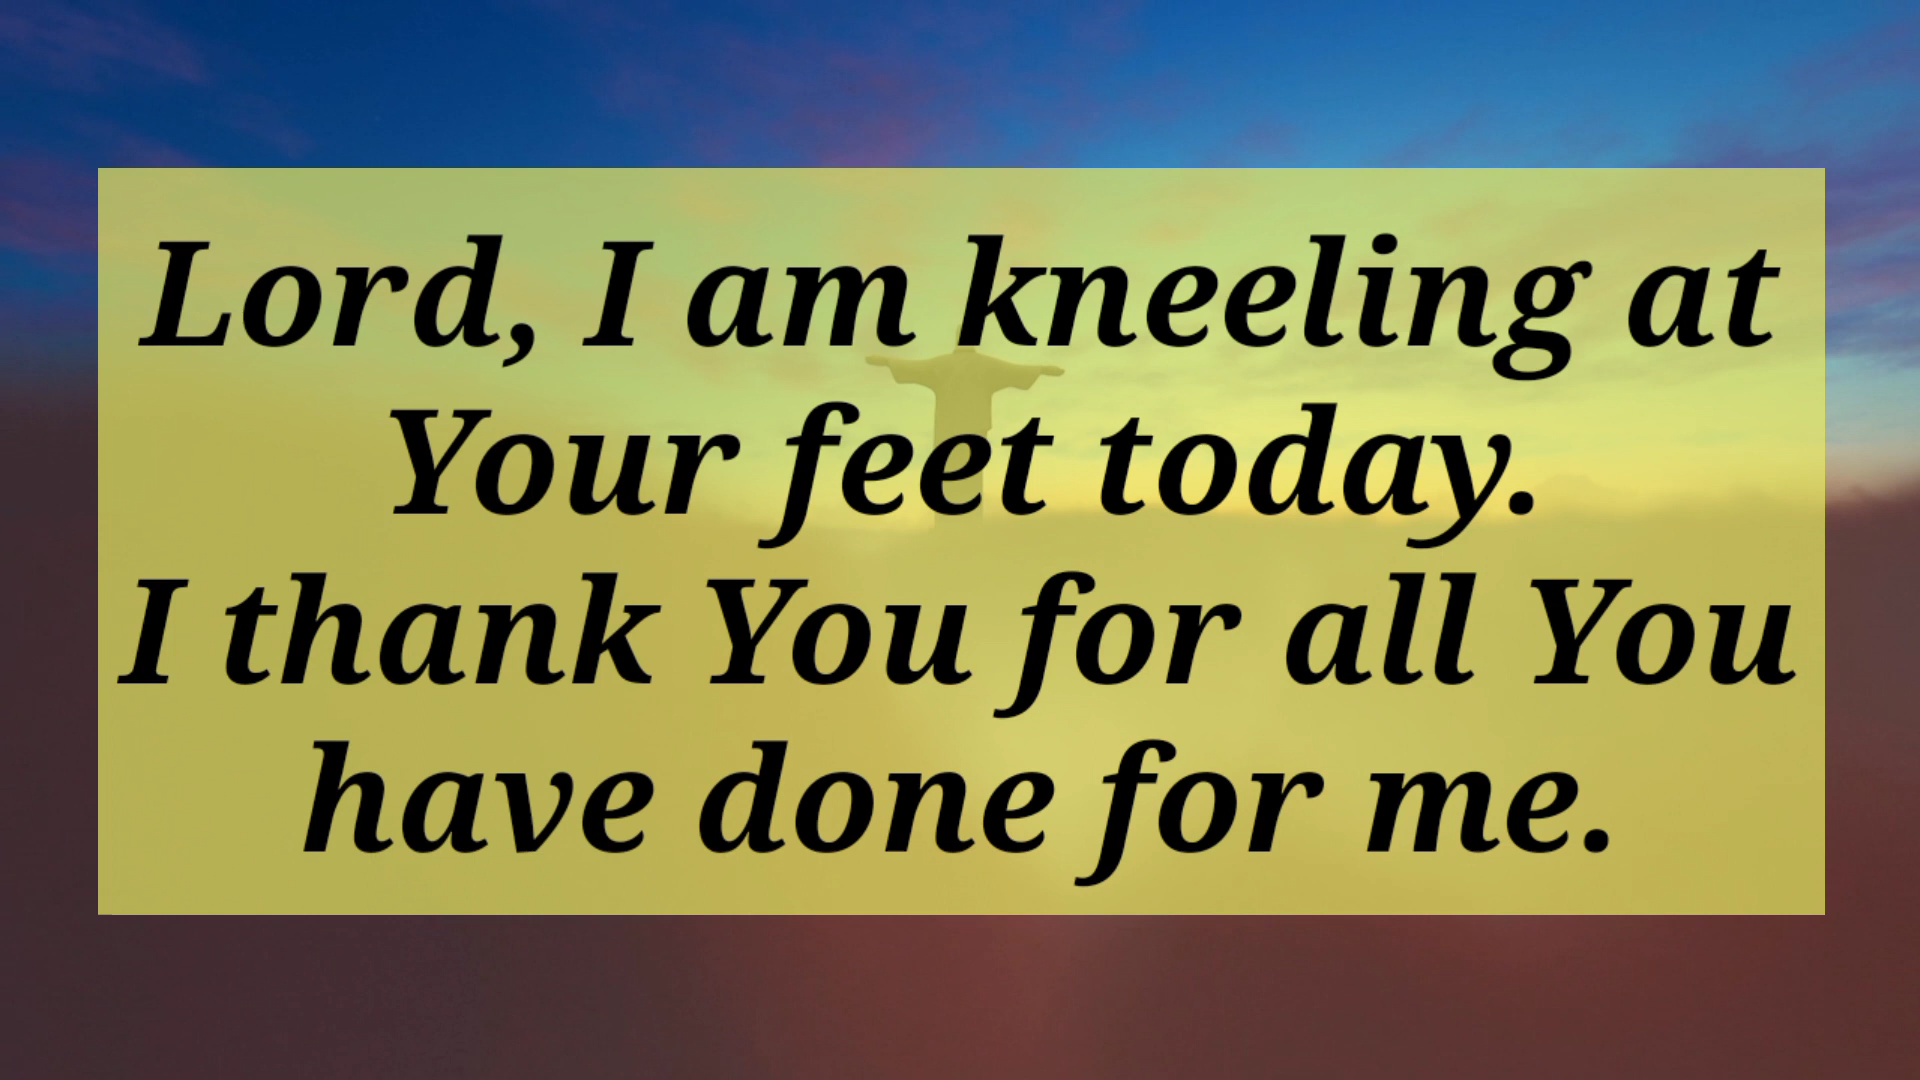 Lord, I am kneeling at
Your feet today.
I thank You for all You
have done for me.